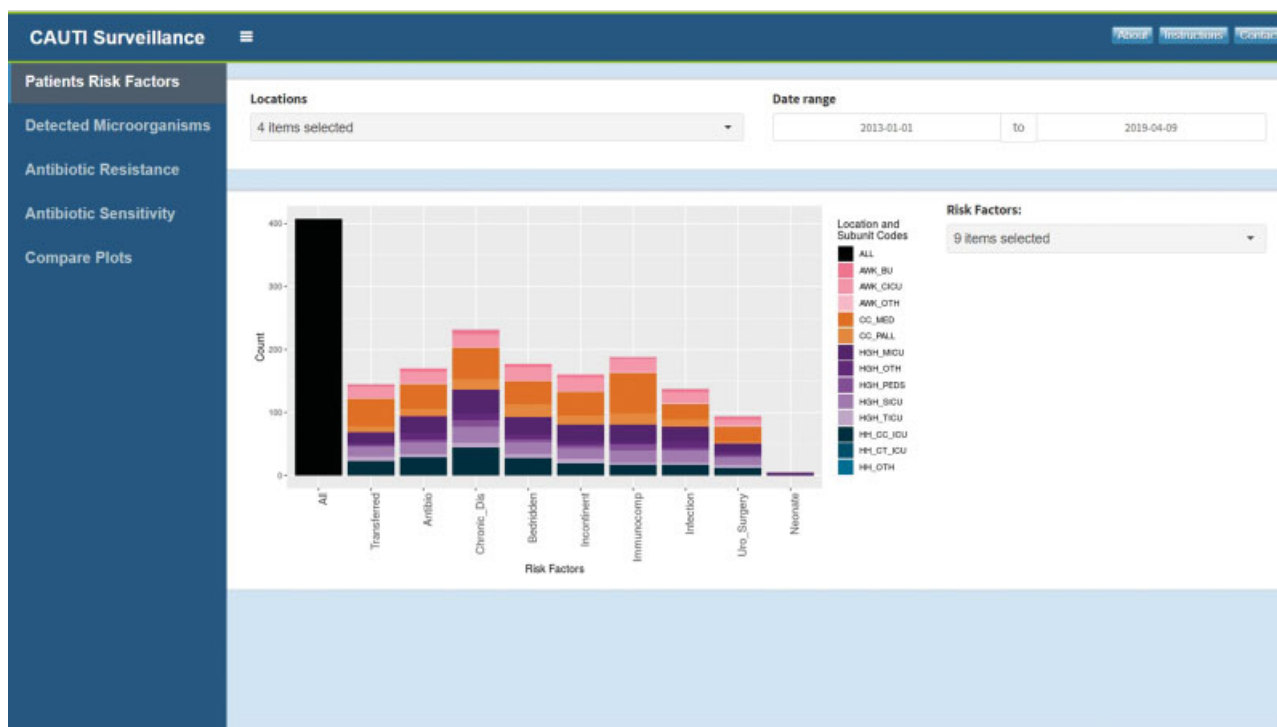 CAUTI Surveillance
About Instructions Contac
Patients Risk Factors
Detected Microorganisms
Antibiotic Resistance
Antibiotic Sensitivity
Compare Plots
Locations
4 items selected
Date range
2013-01-01 to 2019-04-09
Risk Factors:
9 items selected
Count
400
300
200
100
0
All
Transferred
Antibio
Chronic_Dis
Bedridden
Incontinent
Immunocomp
Infection
Uro_Surgery
Neonate
Risk Factors
Location and
Subunit Codes
ALL
AWK_BU
AWK_CICU
AWK_OTH
CC_MED
CC_PALL
HGH_MICU
HGH_OTH
HGH_PEDS
HGH_SICU
HGH_TICU
HH_CC_ICU
HH_CT_ICU
HH_OTH